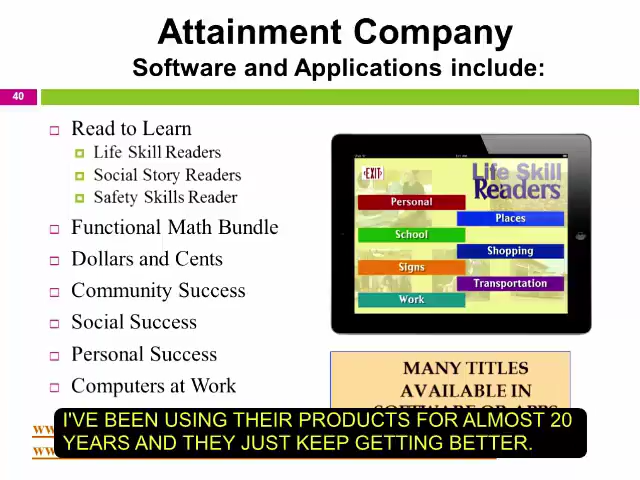 Attainment Company
Software and Applications include:
40
Read to Learn
Life Skill Readers
Social Story Readers
Safety Skills Reader
Functional Math Bundle
Dollars and Cents
Community Success
Social Success
Personal Success
Computers at Work
EXIT
Life Skill
Readers
Personal
Places
School
Shopping
Signs
Transportation
Work
MANY TITLES
AVAILABLE IN
SOFTWARE OR APPS
I'VE BEEN USING THEIR PRODUCTS FOR ALMOST 20
YEARS AND THEY JUST KEEP GETTING BETTER.